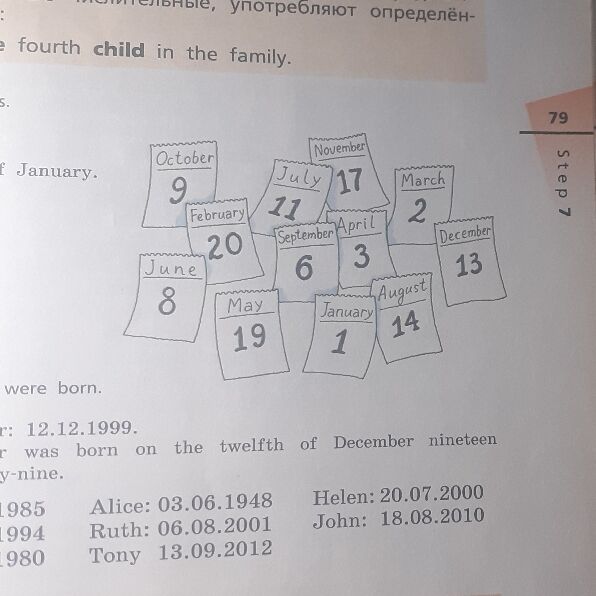 употребляют определён-
fourth child in the family.
s.
79
Step 7
f January.
October
9
November
17
July
11
March
2
February
20
September
6
April
3
December
13
June
8
May
19
January
1
August
14
were born.
r: 12.12.1999.
r was born on the twelfth of December nineteen
y-nine.
1985 Alice: 03.06.1948 Helen: 20.07.2000
1994 Ruth: 06.08.2001 John: 18.08.2010
1980 Tony 13.09.2012